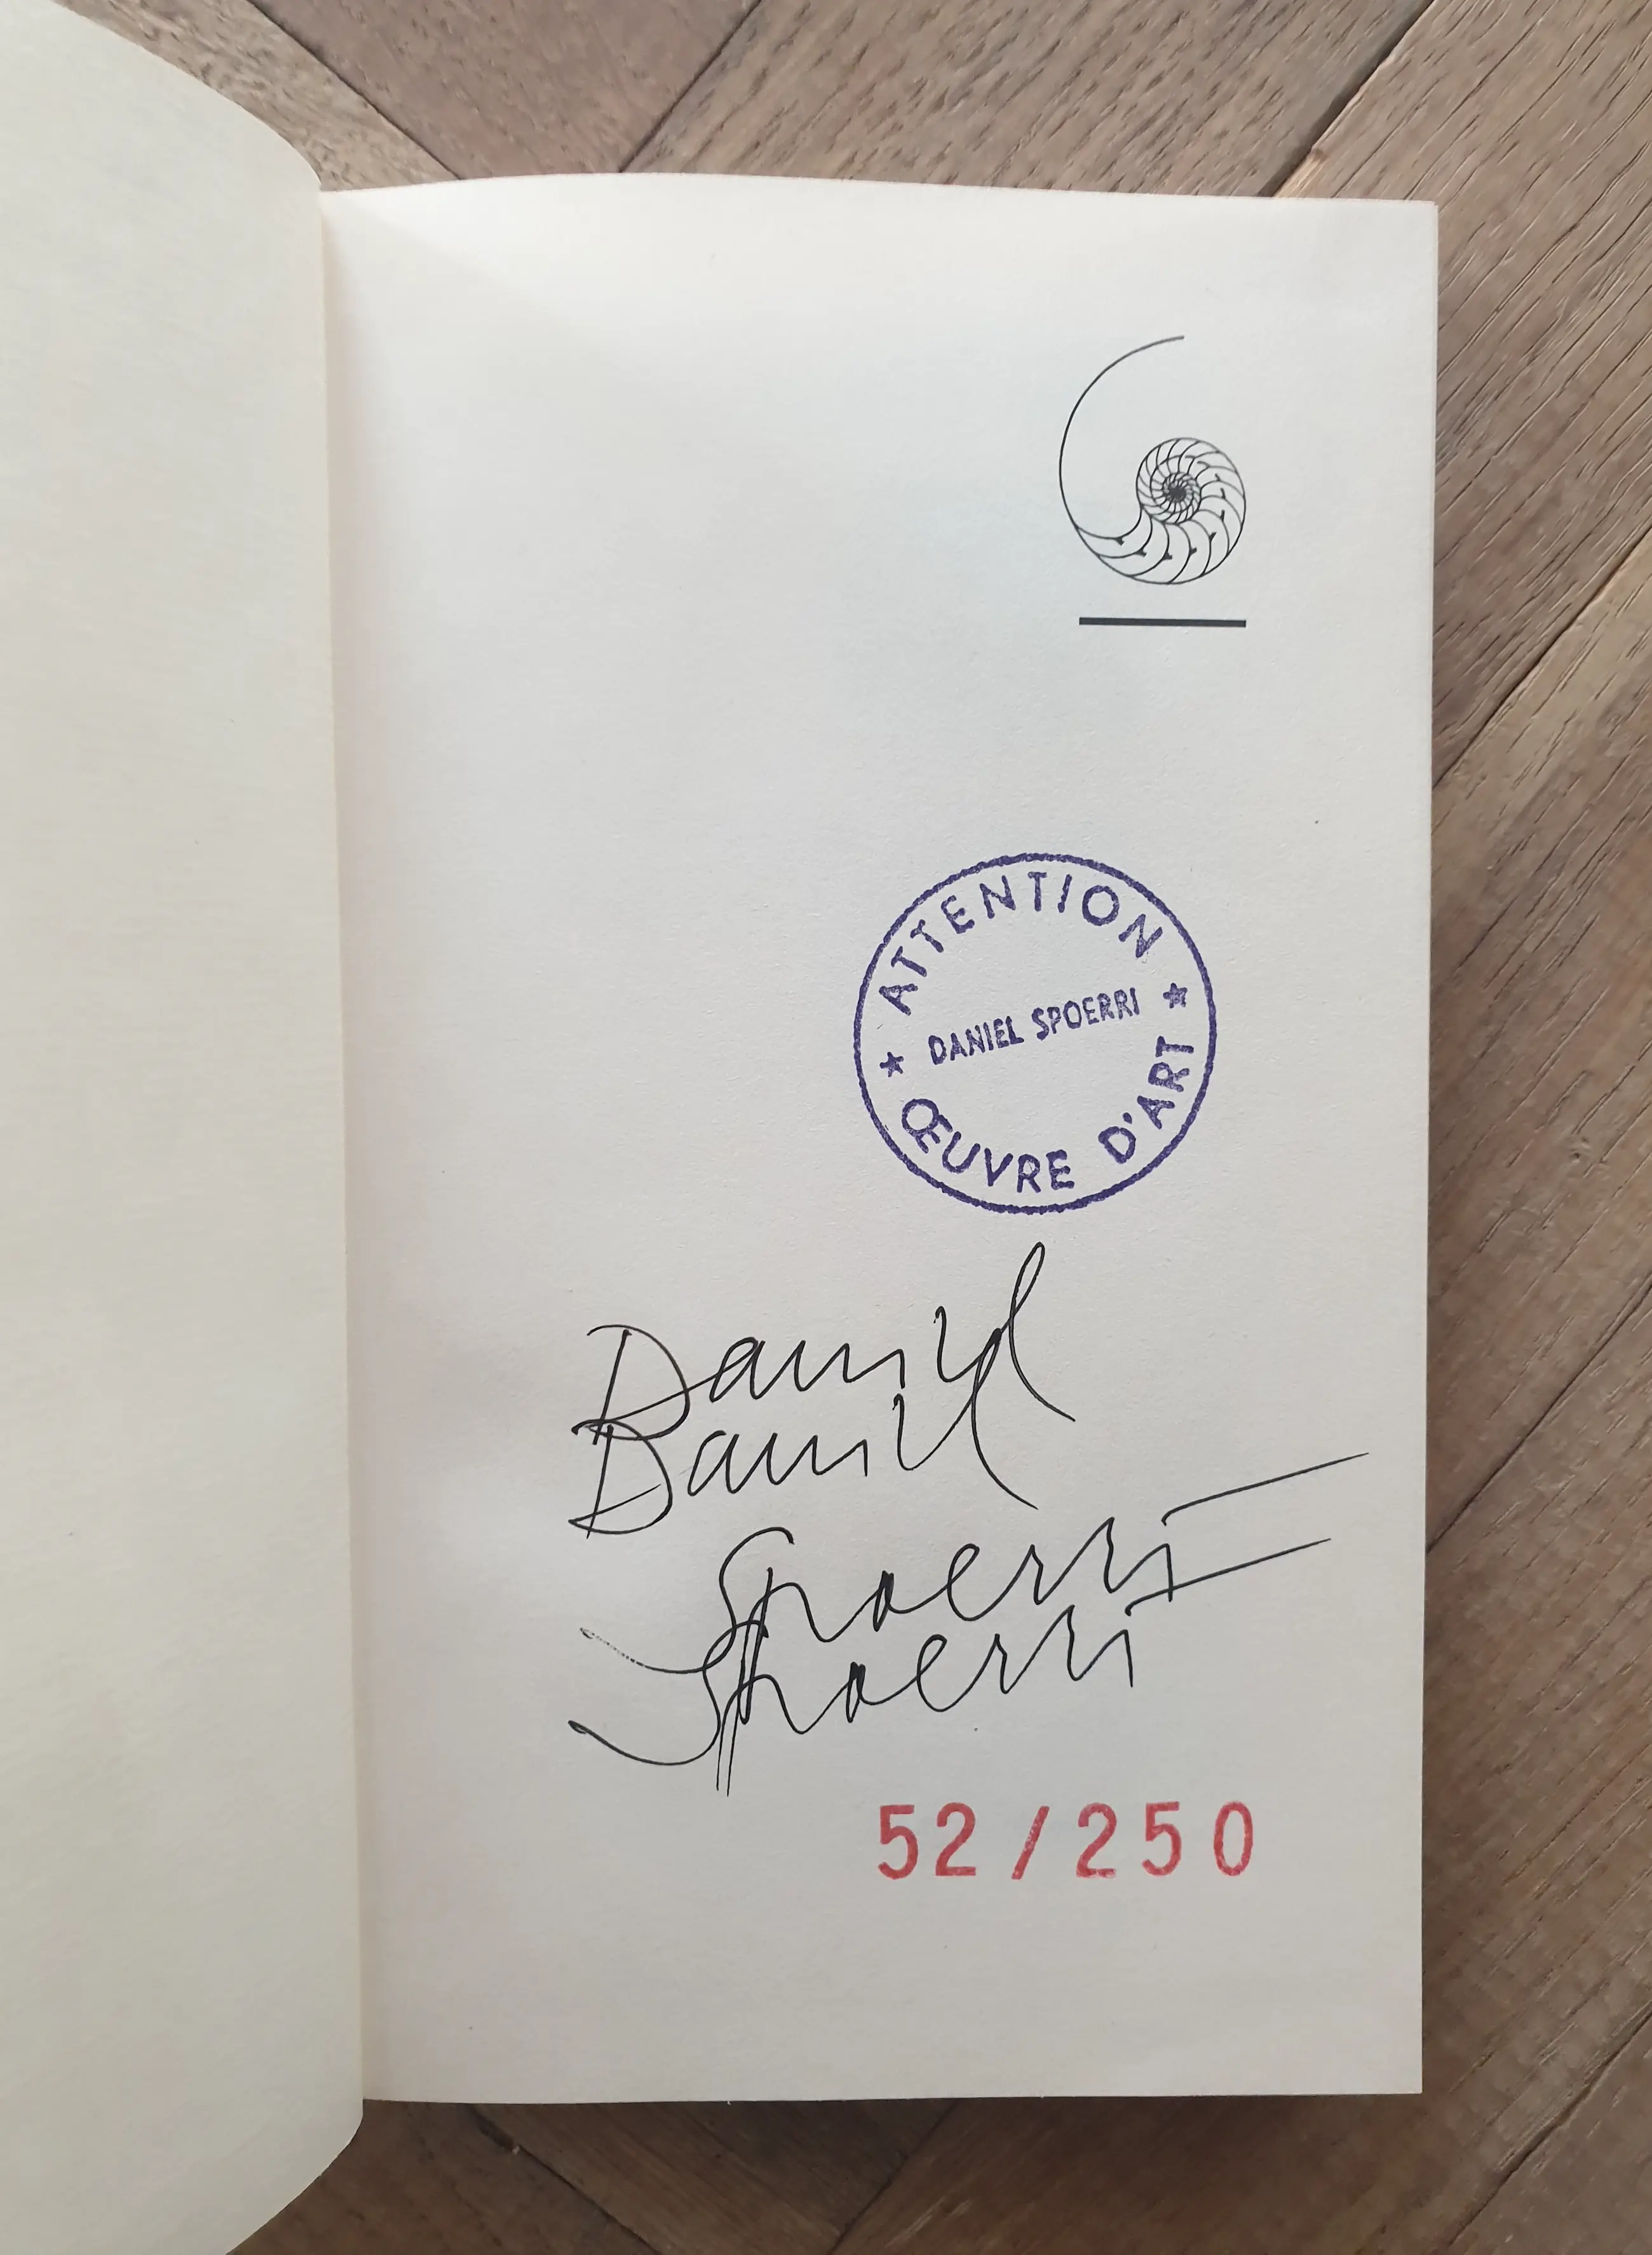 ATTENTION
DANIEL SPOERRI
ŒUVRE D'ART
Daniel
Daniel
Spoerri
Spoerri
52/250